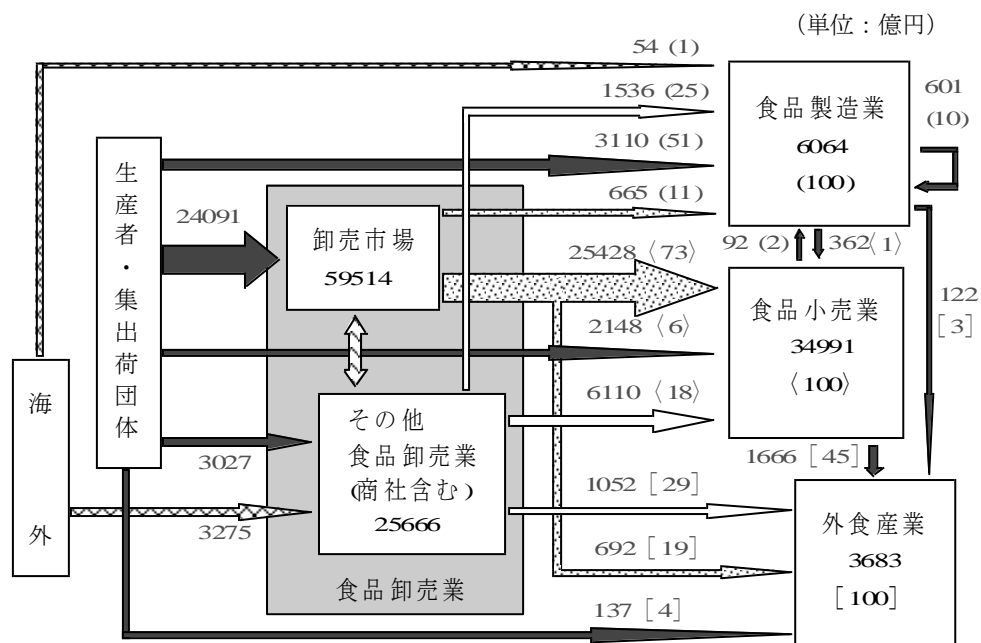 (単位：億円)
54 (1)
1536 (25)
3110 (51)
665 (11)
食品製造業
6064
(100)
601
(10)
生産者・集出荷団体
24091
卸売市場
59514
25428〈73〉
92 (2)
362〈1〉
食品小売業
34991
〈100〉
122
[3]
2148〈6〉
6110〈18〉
海外
3027
3275
その他
食品卸売業
(商社含む)
25666
食品卸売業
1666 [45]
1052 [29]
692 [19]
137 [4]
外食産業
3683
[100]